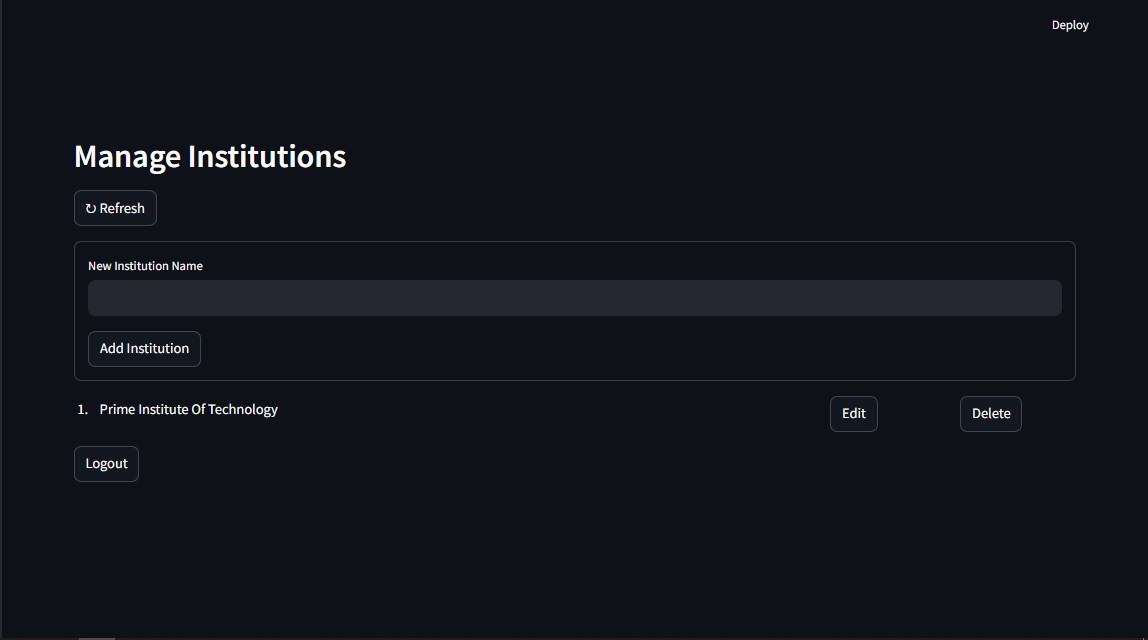 Deploy
Manage Institutions
↻ Refresh
New Institution Name
Add Institution
1. Prime Institute Of Technology
Edit
Delete
Logout